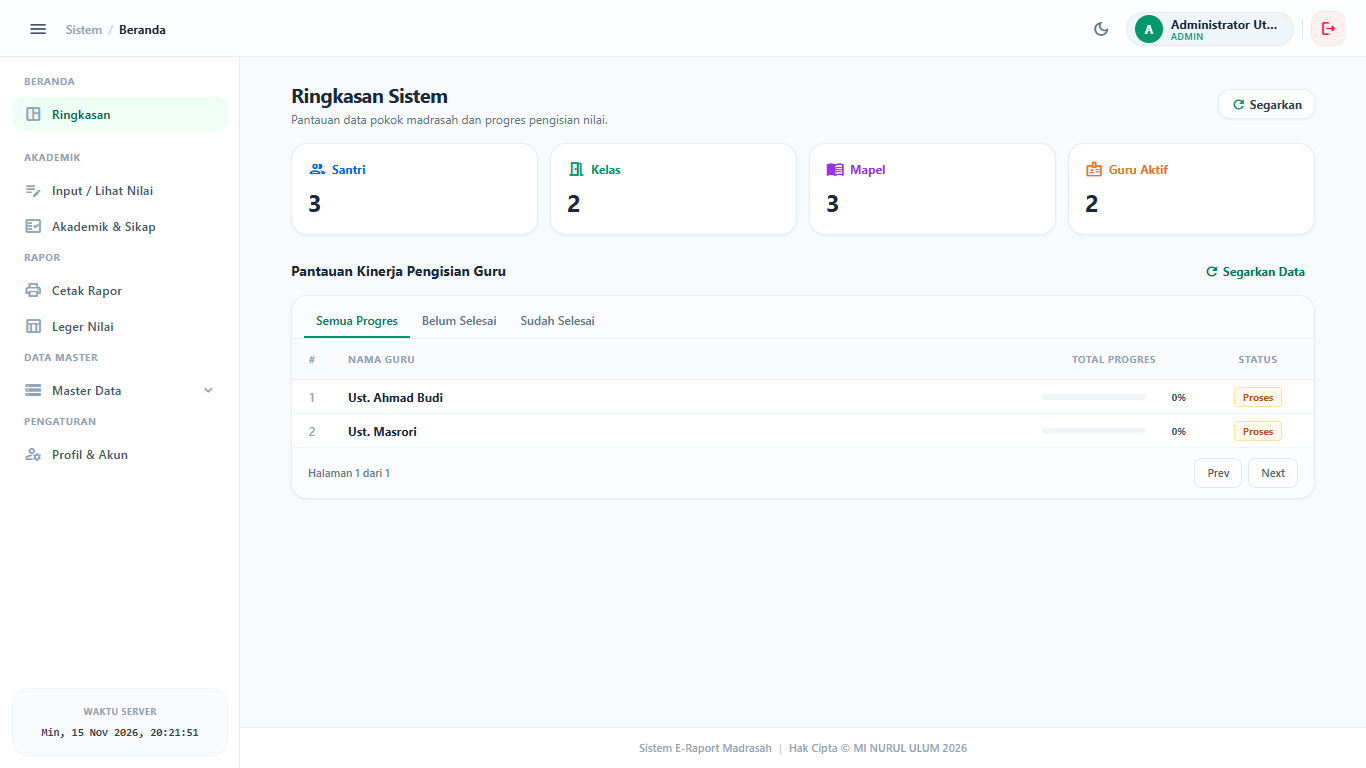 Sistem / Beranda
A
Administrator Ut...
ADMIN
BERANDA
Ringkasan
AKADEMIK
Input / Lihat Nilai
Akademik & Sikap
RAPOR
Cetak Rapor
Leger Nilai
DATA MASTER
Master Data
PENGATURAN
Profil & Akun
WAKTU SERVER
Min, 15 Nov 2026, 20:21:51
Ringkasan Sistem
Pantauan data pokok madrasah dan progres pengisian nilai.
Segarkan
Santri
3
Kelas
2
Mapel
3
Guru Aktif
2
Pantauan Kinerja Pengisian Guru
Segarkan Data
Semua Progres Belum Selesai Sudah Selesai
# NAMA GURU TOTAL PROGRES STATUS
1 Ust. Ahmad Budi 0% Proses
2 Ust. Masrori 0% Proses
Halaman 1 dari 1 Prev Next
Sistem E-Raport Madrasah | Hak Cipta © MI NURUL ULUM 2026